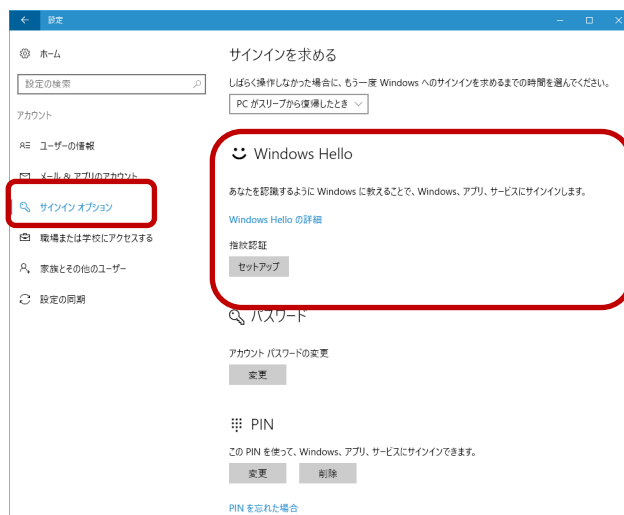 設定
ホーム
設定の検索
アカウント
ユーザーの情報
メール & アプリのアカウント
サインイン オプション
職場または学校にアクセスする
家族とその他のユーザー
設定の同期
サインインを求める
しばらく操作しなかった場合に、もう一度 Windows へのサインインを求めるまでの時間を選んでください。
PC がスリープから復帰したとき
Windows Hello
あなたを認識するように Windows に教えることで、Windows、アプリ、サービスにサインインします。
Windows Hello の詳細
指紋認証
セットアップ
パスワード
アカウント パスワードの変更
変更
PIN
この PIN を使って、Windows、アプリ、サービスにサインインできます。
変更 削除
PIN を忘れた場合